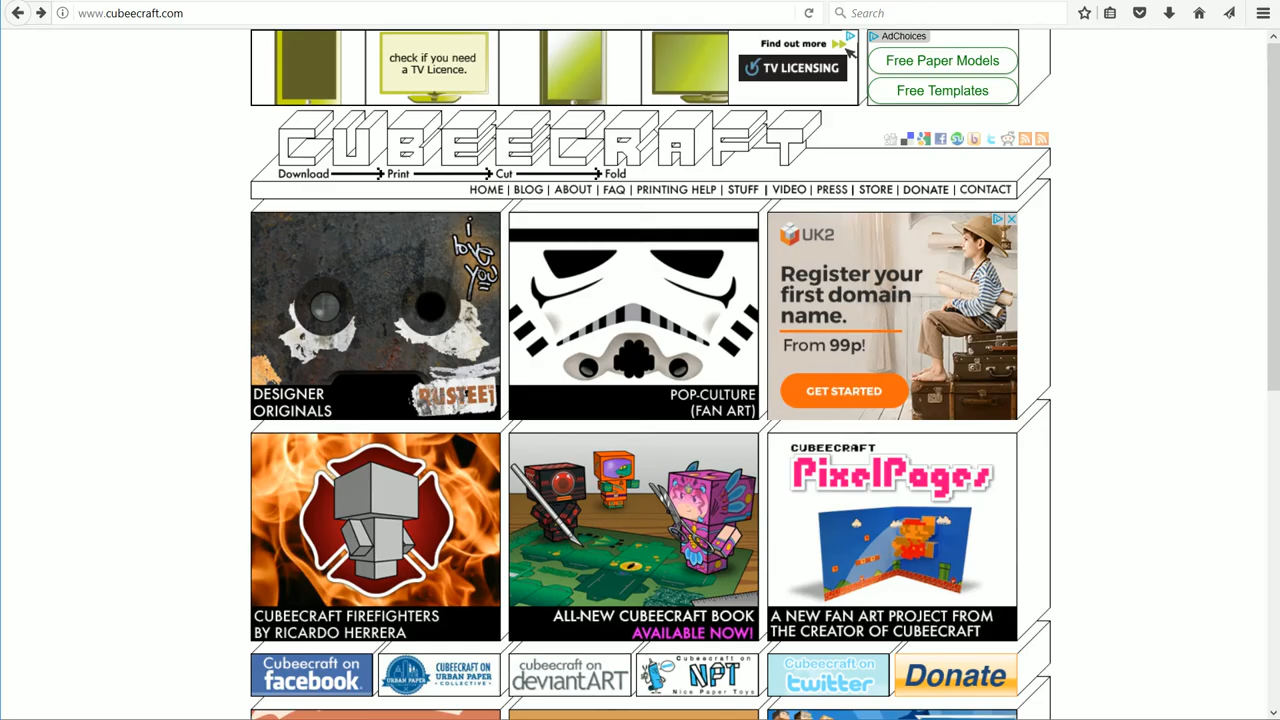 www.cubeecraft.com
Search
check if you need
a TV Licence.
Find out more
TV LICENSING
AdChoices
Free Paper Models
Free Templates
CUBEECRAFT
Download Print Cut Fold
HOME | BLOG | ABOUT | FAQ | PRINTING HELP | STUFF | VIDEO | PRESS | STORE | DONATE | CONTACT
i
love
you!!
RUSTEEj
DESIGNER
ORIGINALS
POP-CULTURE
(FAN ART)
UK2
Register your
first domain
name.
From 99p!
GET STARTED
CUBEECRAFT FIREFIGHTERS
BY RICARDO HERRERA
ALL-NEW CUBEECRAFT BOOK
AVAILABLE NOW!
CUBEECRAFT
PixelPages
A NEW FAN ART PROJECT FROM
THE CREATOR OF CUBEECRAFT
Cubeecraft on
facebook.
CUBEECRAFT ON
URBAN PAPER
COLLECTIVE
cubeecraft on
deviantART
Cubeecraft on
NPT
Nice Paper Toys
Cubeecraft on
twitter
Donate